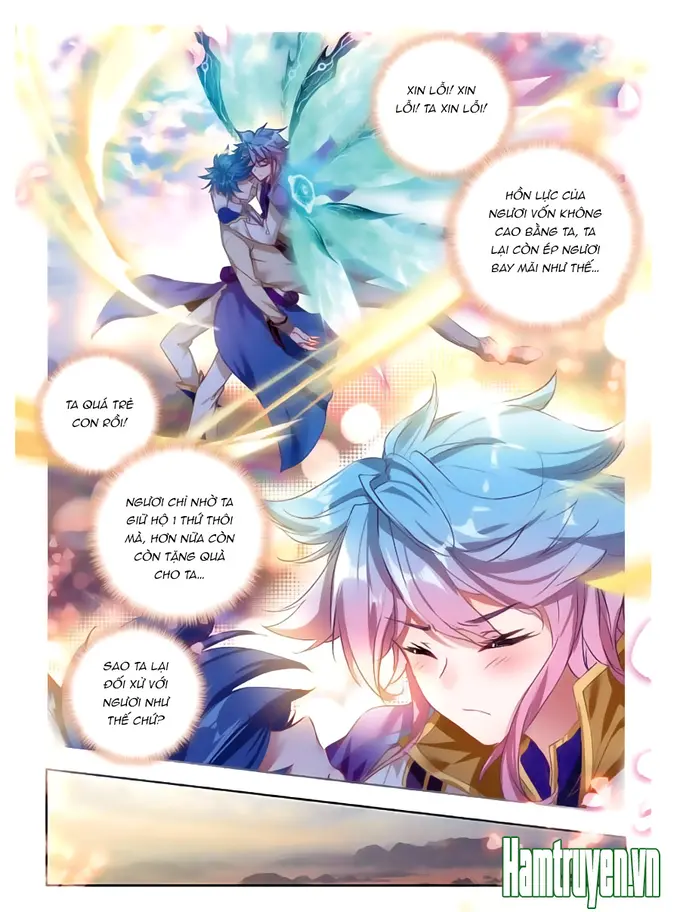 XIN LỖI! XIN
LỖI! TA XIN LỖI!
HỒN LỰC CỦA
NGƯƠI VỐN KHÔNG
CAO BẰNG TA, TA
LẠI CÒN ÉP NGƯƠI
BAY MÃI NHƯ THẾ...
TA QUÁ TRẺ
CON RỒI!
NGƯƠI CHỈ NHỜ TA
GIỮ HỘ 1 THỨ THÔI
MÀ, HƠN NỮA CÒN
CÒN TẶNG QUÀ
CHO TA...
SAO TA LẠI
ĐỐI XỬ VỚI
NGƯƠI NHƯ
THẾ CHỨ?
Hamtruyen.vn